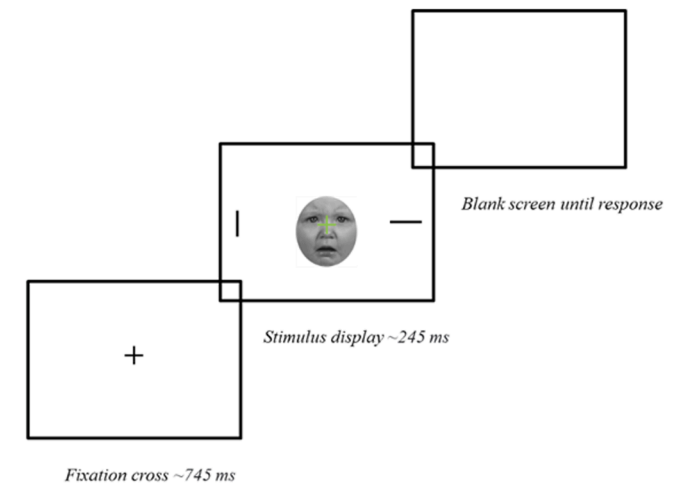 Blank screen until response
Stimulus display ~245 ms
Fixation cross ~745 ms